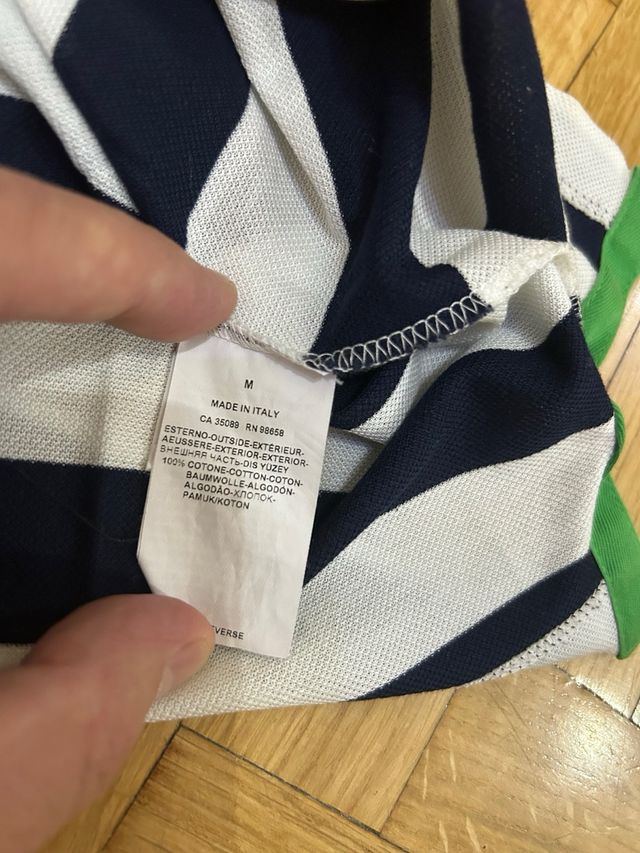 M
MADE IN ITALY
CA 35089 RN 98658
ESTERNO-OUTSIDE-EXTÉRIEUR-
AEUSSERE-EXTERIOR-EXTERIOR-
ВНЕШНЯЯ ЧАСТЬ-DIS YÜZEY
100% COTONE-COTTON-COTON-
BAUMWOLLE-ALGODÓN-
ALGODÃO-ХЛОПОК-
PAMUK/KOTON